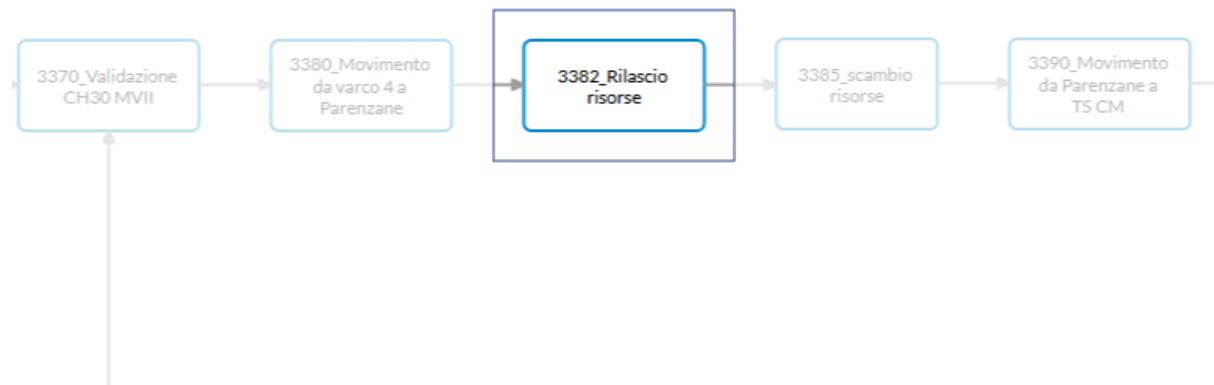 3370_Validazione
CH30 MVII
3380_Movimento
da varco 4 a
Parenzane
3382_Rilascio
risorse
3385_scambio
risorse
3390_Movimento
da Parenzane a
TS CM